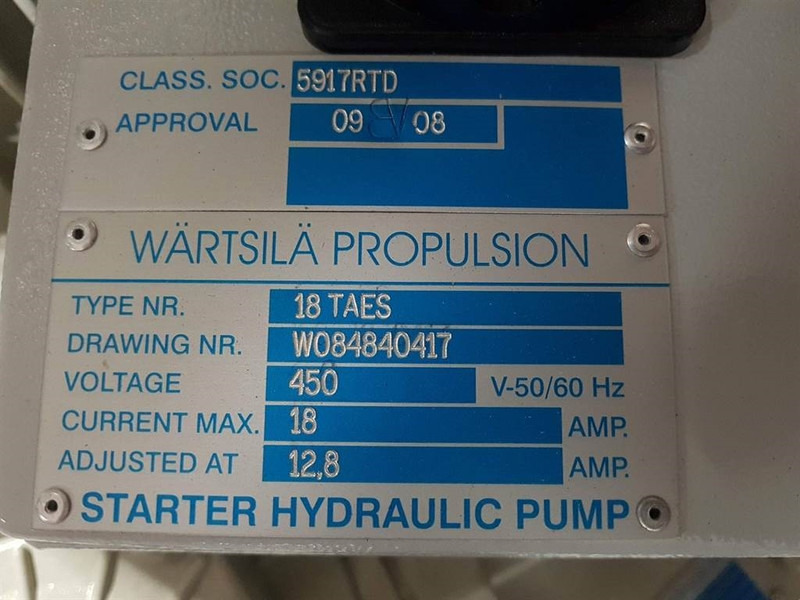 CLASS. SOC. 5917RTD
APPROVAL 09 08
WÄRTSILÄ PROPULSION
TYPE NR. 18 TAES
DRAWING NR. W084840417
VOLTAGE 450 V-50/60 Hz
CURRENT MAX. 18 AMP.
ADJUSTED AT 12,8 AMP.
STARTER HYDRAULIC PUMP